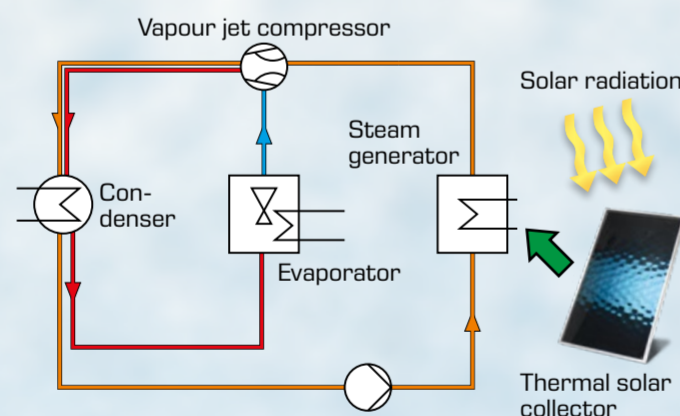 Vapour jet compressor
Solar radiation
Steam
generator
Con-
denser
Evaporator
Thermal solar
collector